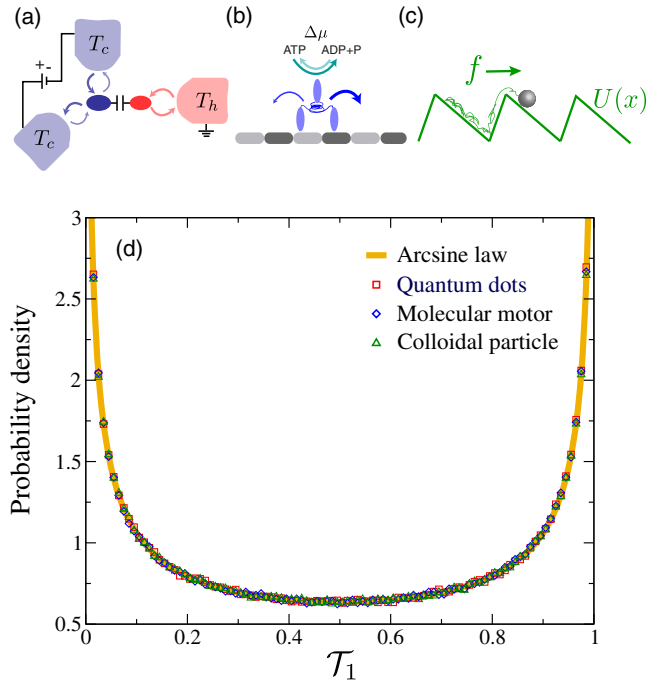 (a)
(b)
(c)
T_c
+-
T_c
T_h
Δμ
ATP ADP+P
f
U(x)
(d)
Arcsine law
Quantum dots
Molecular motor
Colloidal particle
Probability density
3
2.5
2
1.5
1
0.5
0 0.2 0.4 0.6 0.8 1
𝒯₁